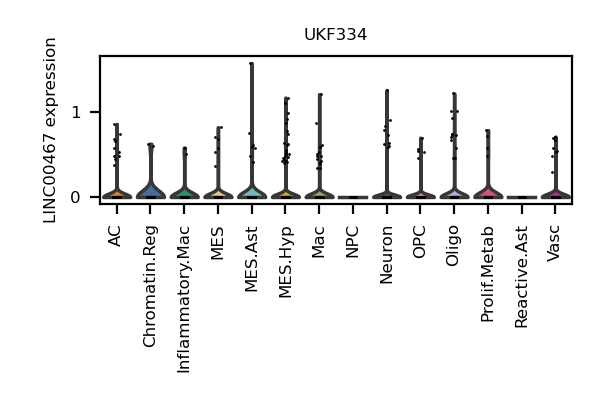 UKF334
LINC00467 expression
1
0
AC
Chromatin.Reg
Inflammatory.Mac
MES
MES.Ast
MES.Hyp
Mac
NPC
Neuron
OPC
Oligo
Prolif.Metab
Reactive.Ast
Vasc